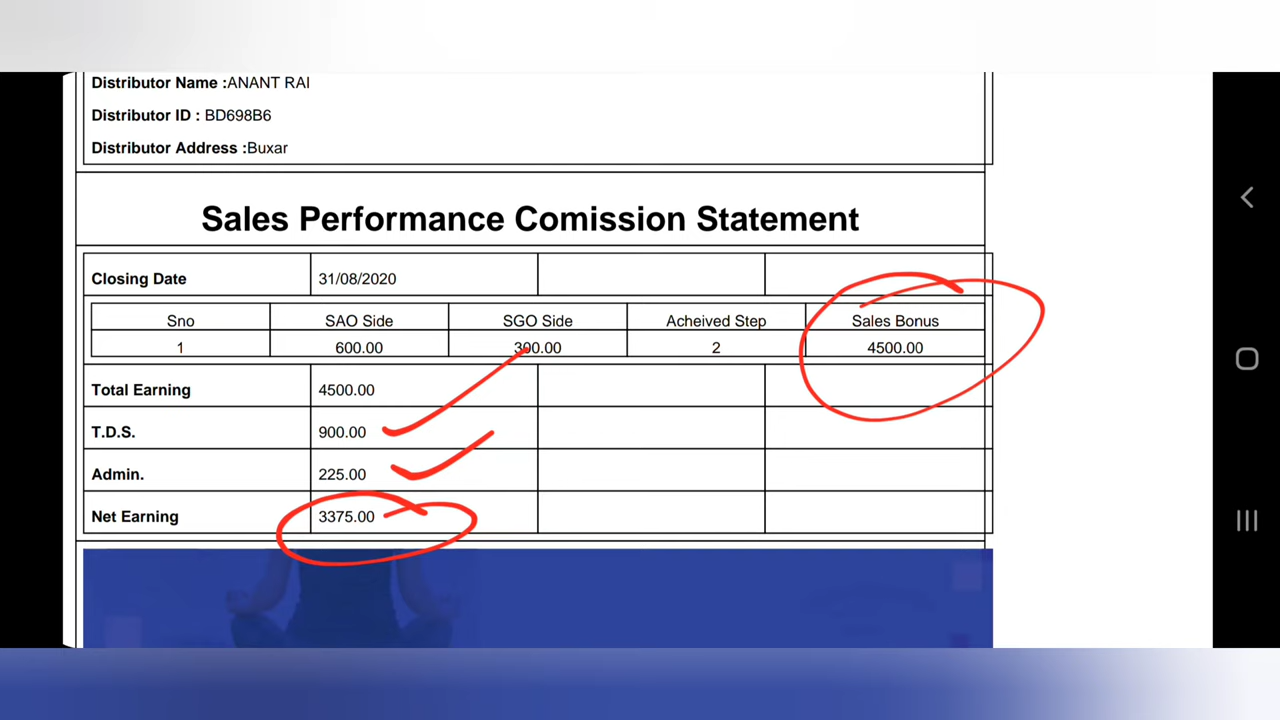 Distributor Name :ANANT RAI
Distributor ID : BD698B6
Distributor Address :Buxar
Sales Performance Comission Statement
Closing Date 31/08/2020
Sno SAO Side SGO Side Acheived Step Sales Bonus
1 600.00 300.00 2 4500.00
Total Earning 4500.00
T.D.S. 900.00
Admin. 225.00
Net Earning 3375.00